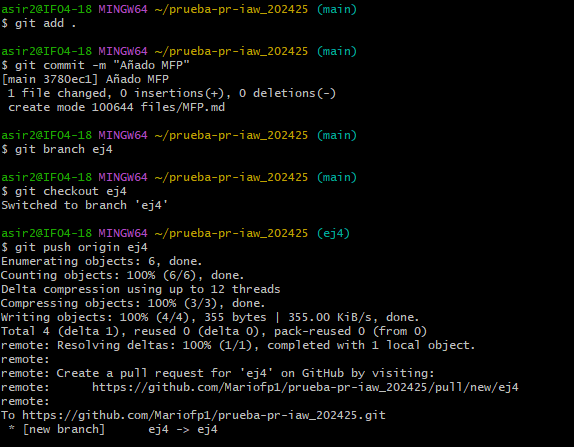 asir2@IF04-18 MINGW64 ~/prueba-pr-iaw_202425 (main)
$ git add .
asir2@IF04-18 MINGW64 ~/prueba-pr-iaw_202425 (main)
$ git commit -m "Añado MFP"
[main 3780ec1] Añado MFP
 1 file changed, 0 insertions(+), 0 deletions(-)
 create mode 100644 files/MFP.md
asir2@IF04-18 MINGW64 ~/prueba-pr-iaw_202425 (main)
$ git branch ej4
asir2@IF04-18 MINGW64 ~/prueba-pr-iaw_202425 (main)
$ git checkout ej4
Switched to branch 'ej4'
asir2@IF04-18 MINGW64 ~/prueba-pr-iaw_202425 (ej4)
$ git push origin ej4
Enumerating objects: 6, done.
Counting objects: 100% (6/6), done.
Delta compression using up to 12 threads
Compressing objects: 100% (3/3), done.
Writing objects: 100% (4/4), 355 bytes | 355.00 KiB/s, done.
Total 4 (delta 1), reused 0 (delta 0), pack-reused 0 (from 0)
remote: Resolving deltas: 100% (1/1), completed with 1 local object.
remote:
remote: Create a pull request for 'ej4' on GitHub by visiting:
remote:      https://github.com/Mariofp1/prueba-pr-iaw_202425/pull/new/ej4
remote:
To https://github.com/Mariofp1/prueba-pr-iaw_202425.git
 * [new branch]      ej4 -> ej4